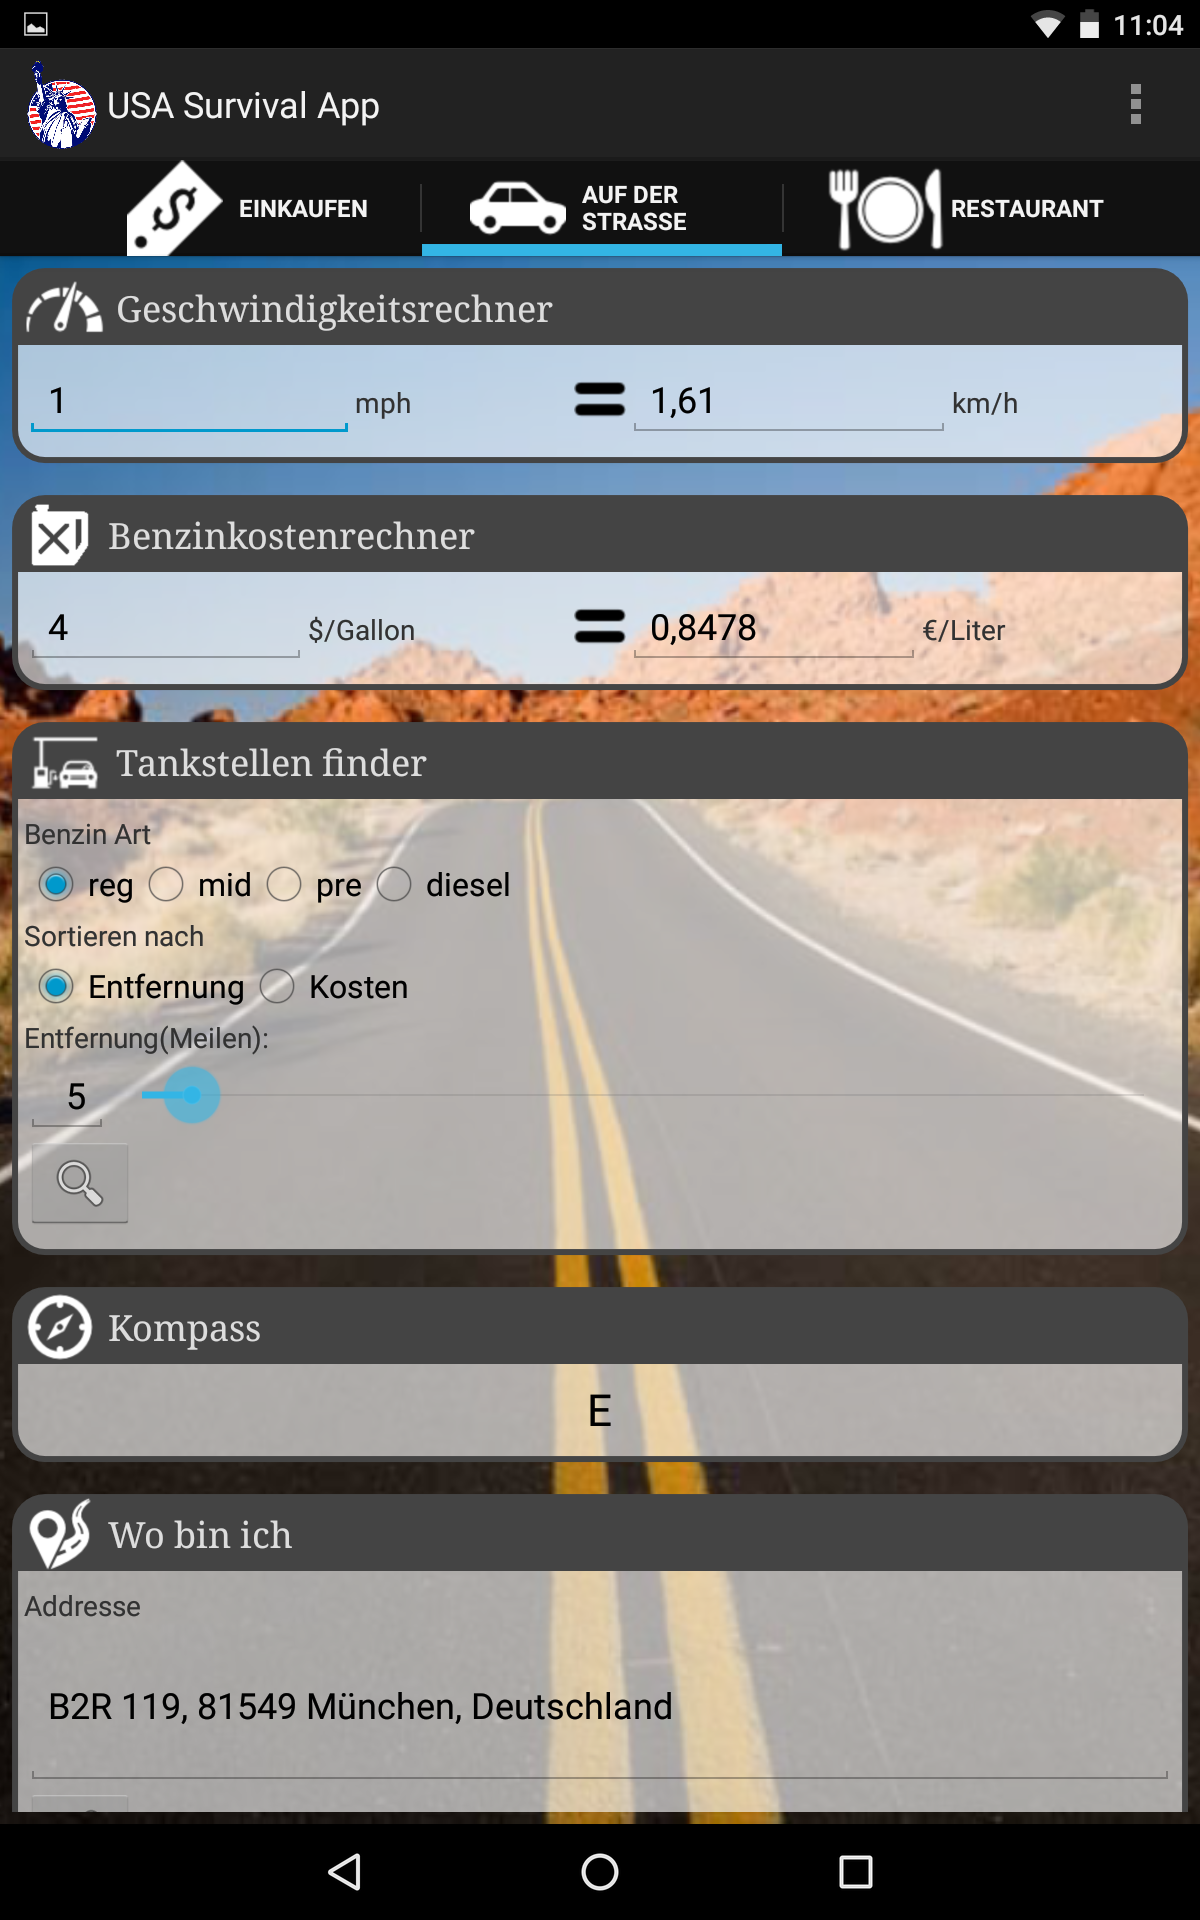 11:04
USA Survival App
EINKAUFEN
AUF DER
STRASSE
RESTAURANT
Geschwindigkeitsrechner
1 mph = 1,61 km/h
Benzinkostenrechner
4 $/Gallon = 0,8478 €/Liter
Tankstellen finder
Benzin Art
reg mid pre diesel
Sortieren nach
Entfernung Kosten
Entfernung(Meilen):
5
Kompass
E
Wo bin ich
Addresse
B2R 119, 81549 München, Deutschland